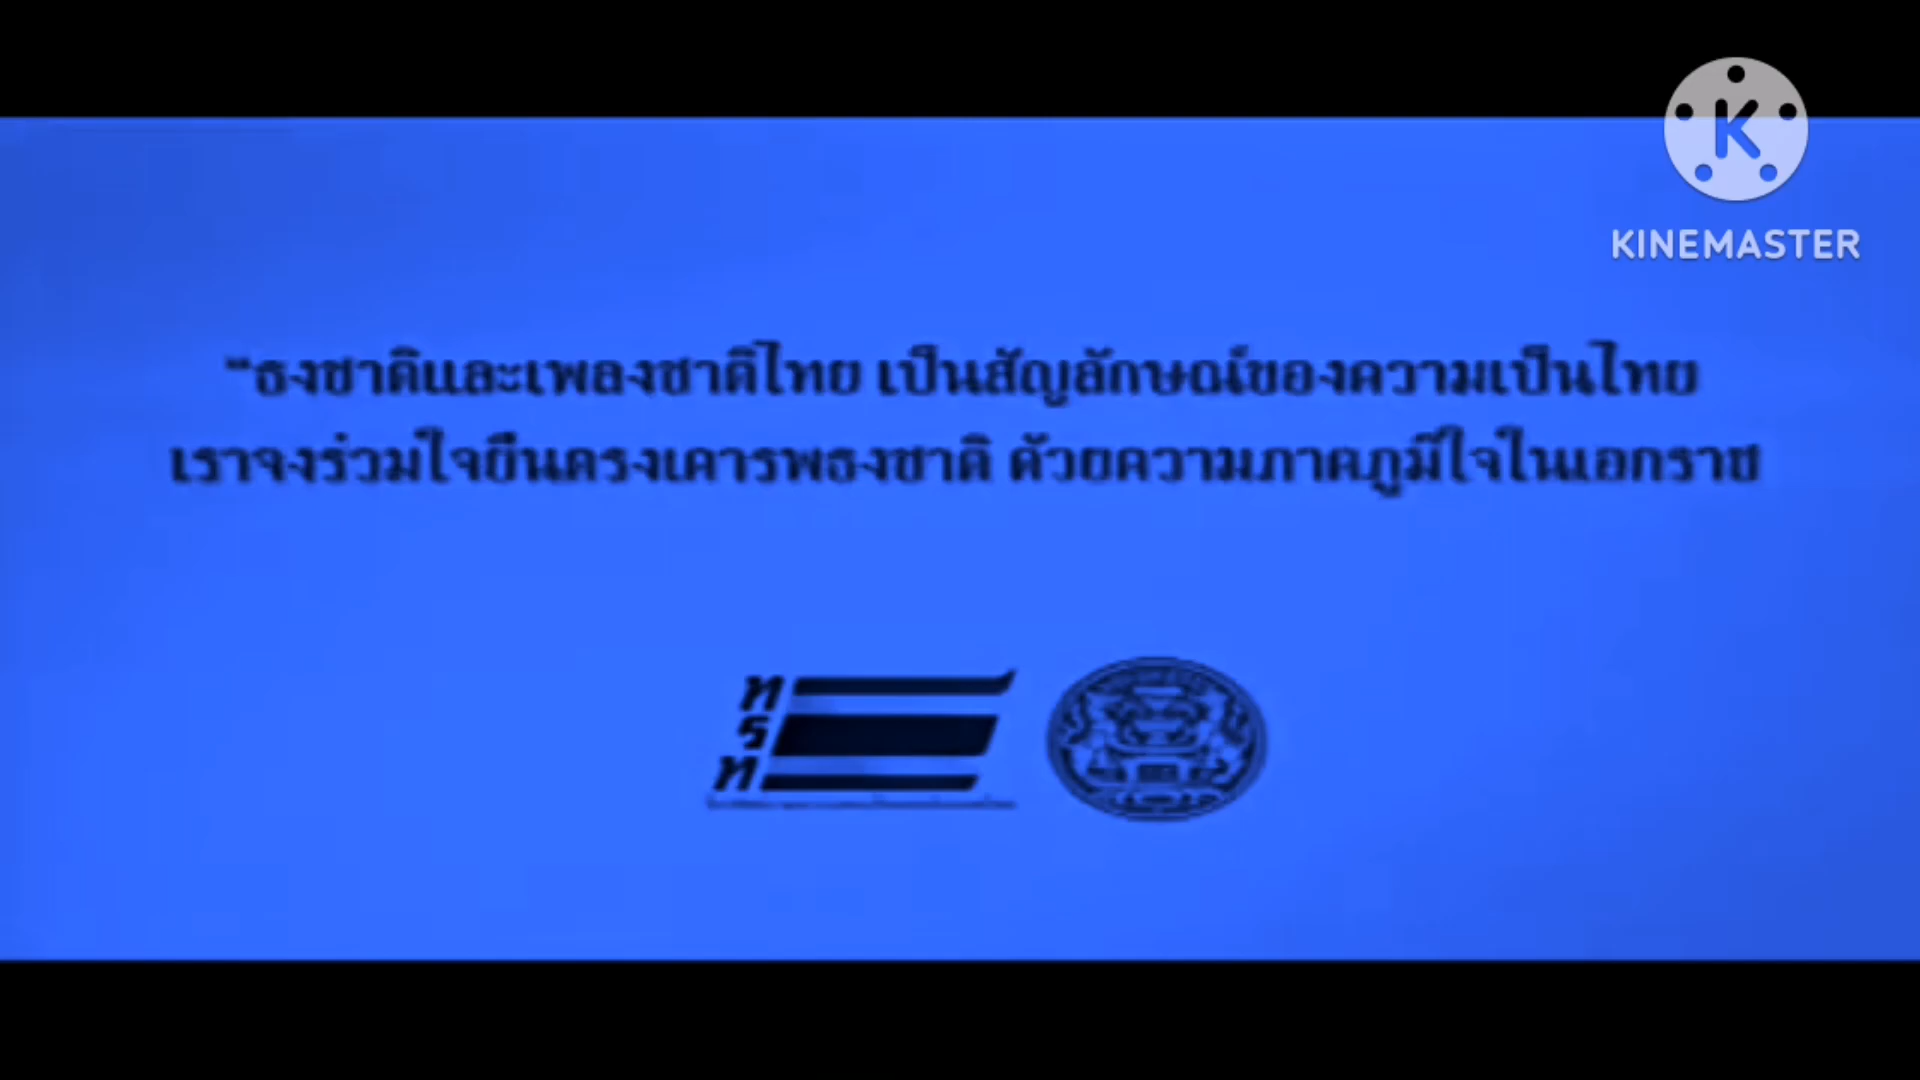 KINEMASTER
“ธงชาติและเพลงชาติไทย เป็นสัญลักษณ์ของความเป็นไทย
เราจงร่วมใจยืนตรงเคารพธงชาติ ด้วยความภาคภูมิใจในเอกราช
ท
ร
ท